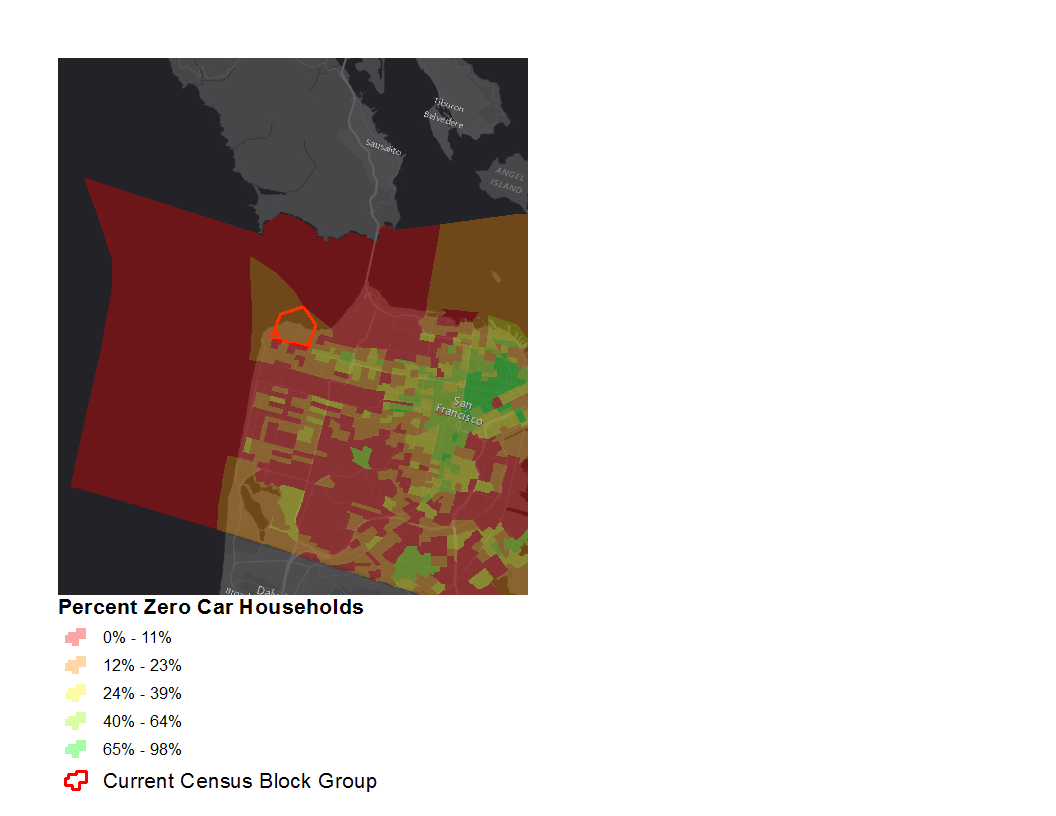 Tiburon
Belvedere
Sausalito
ANGEL
ISLAND
San
Francisco
Percent Zero Car Households
0% - 11%
12% - 23%
24% - 39%
40% - 64%
65% - 98%
Current Census Block Group